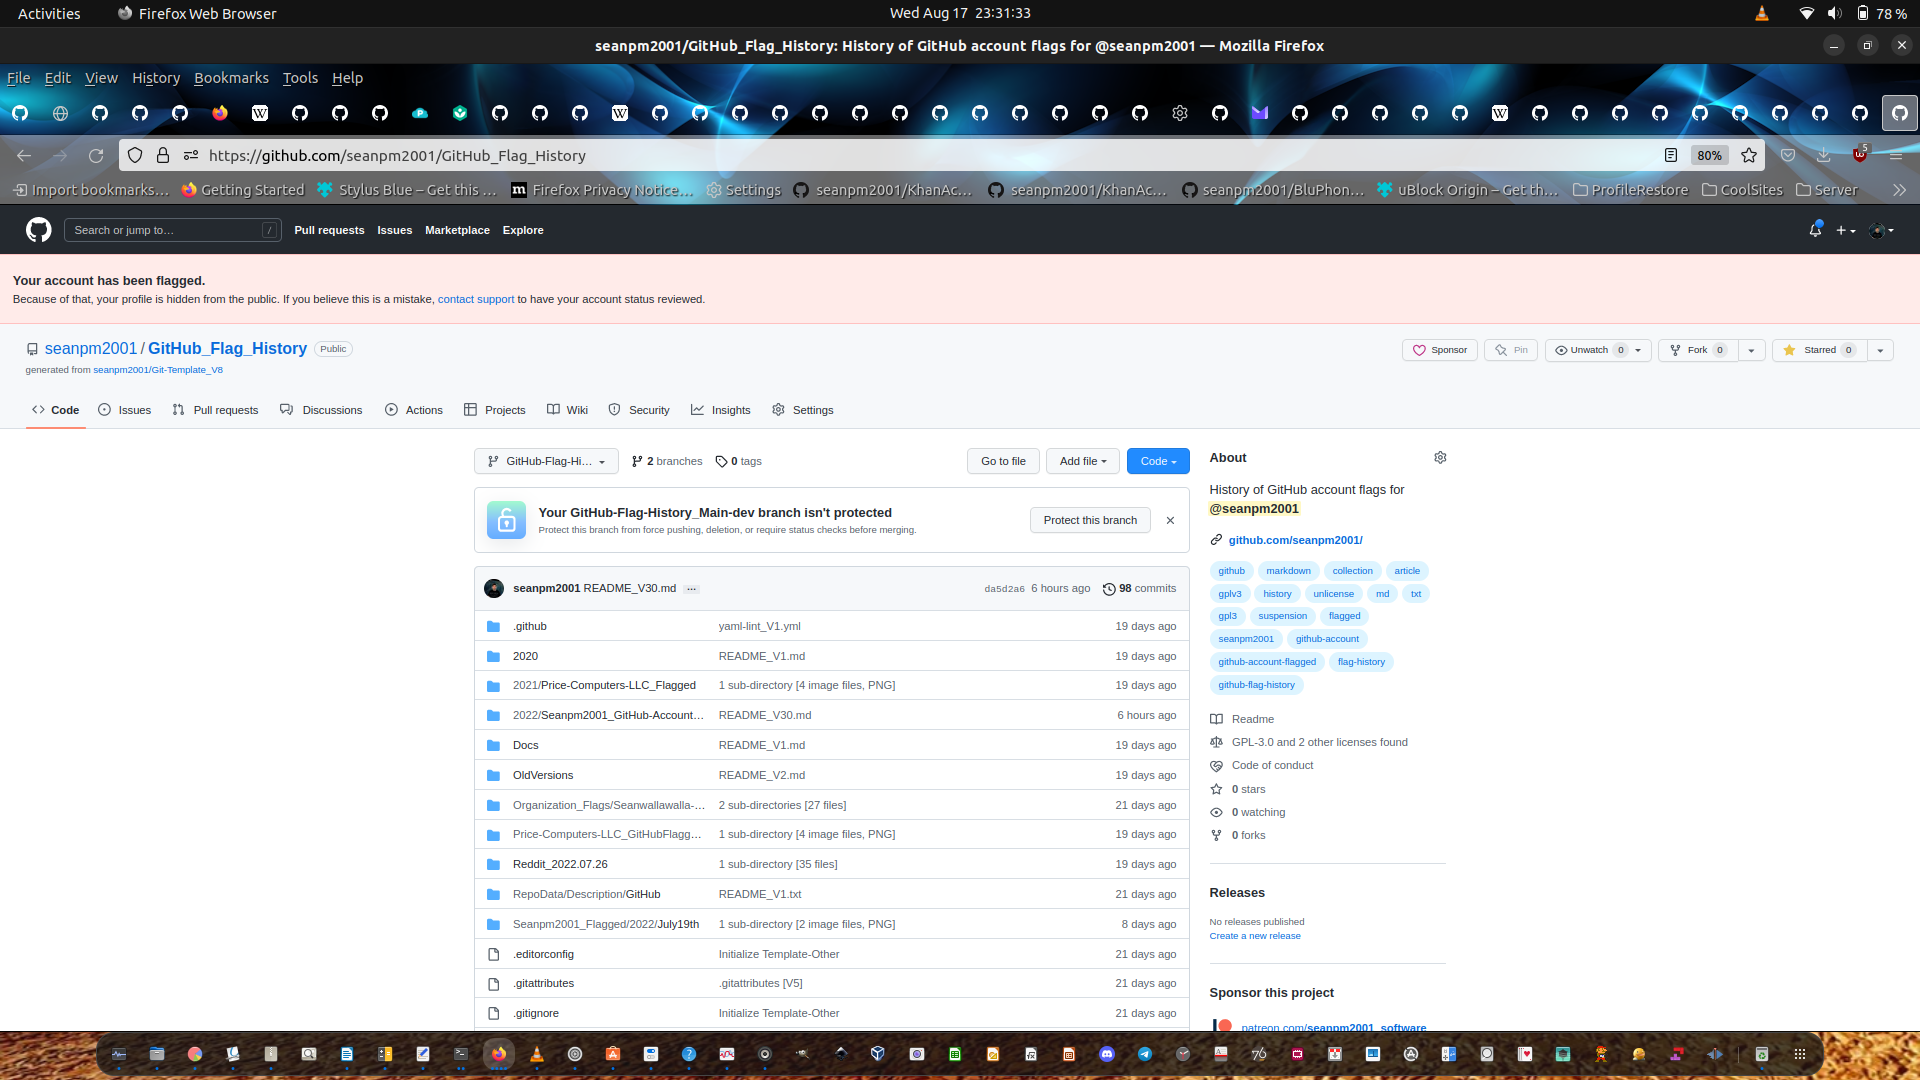 Activities Firefox Web Browser Wed Aug 17 23:31:33 78 %
seanpm2001/GitHub_Flag_History: History of GitHub account flags for @seanpm2001 — Mozilla Firefox
File Edit View History Bookmarks Tools Help
https://github.com/seanpm2001/GitHub_Flag_History 80% 5
Import bookmarks… Getting Started Stylus Blue – Get this … Firefox Privacy Notice… Settings seanpm2001/KhanAc… seanpm2001/KhanAc… seanpm2001/BluPhon… uBlock Origin – Get th… ProfileRestore CoolSites Server
Search or jump to… / Pull requests Issues Marketplace Explore
Your account has been flagged.
Because of that, your profile is hidden from the public. If you believe this is a mistake, contact support to have your account status reviewed.
seanpm2001 / GitHub_Flag_History Public Sponsor Pin Unwatch 0 Fork 0 Starred 0
generated from seanpm2001/Git-Template_V8
Code Issues Pull requests Discussions Actions Projects Wiki Security Insights Settings
GitHub-Flag-Hi… 2 branches 0 tags Go to file Add file Code
Your GitHub-Flag-History_Main-dev branch isn't protected
Protect this branch from force pushing, deletion, or require status checks before merging.
Protect this branch
seanpm2001 README_V30.md … da5d2a6 6 hours ago 98 commits
.github yaml-lint_V1.yml 19 days ago
2020 README_V1.md 19 days ago
2021/Price-Computers-LLC_Flagged 1 sub-directory [4 image files, PNG] 19 days ago
2022/Seanpm2001_GitHub-Account… README_V30.md 6 hours ago
Docs README_V1.md 19 days ago
OldVersions README_V2.md 19 days ago
Organization_Flags/Seanwallawalla-… 2 sub-directories [27 files] 21 days ago
Price-Computers-LLC_GitHubFlagg… 1 sub-directory [4 image files, PNG] 19 days ago
Reddit_2022.07.26 1 sub-directory [35 files] 19 days ago
RepoData/Description/GitHub README_V1.txt 21 days ago
Seanpm2001_Flagged/2022/July19th 1 sub-directory [2 image files, PNG] 8 days ago
.editorconfig Initialize Template-Other 21 days ago
.gitattributes .gitattributes [V5] 21 days ago
.gitignore Initialize Template-Other 21 days ago
About
History of GitHub account flags for
@seanpm2001
github.com/seanpm2001/
github markdown collection article
gplv3 history unlicense md txt
gpl3 suspension flagged
seanpm2001 github-account
github-account-flagged flag-history
github-flag-history
Readme
GPL-3.0 and 2 other licenses found
Code of conduct
0 stars
0 watching
0 forks
Releases
No releases published
Create a new release
Sponsor this project
patreon.com/seanpm2001_software